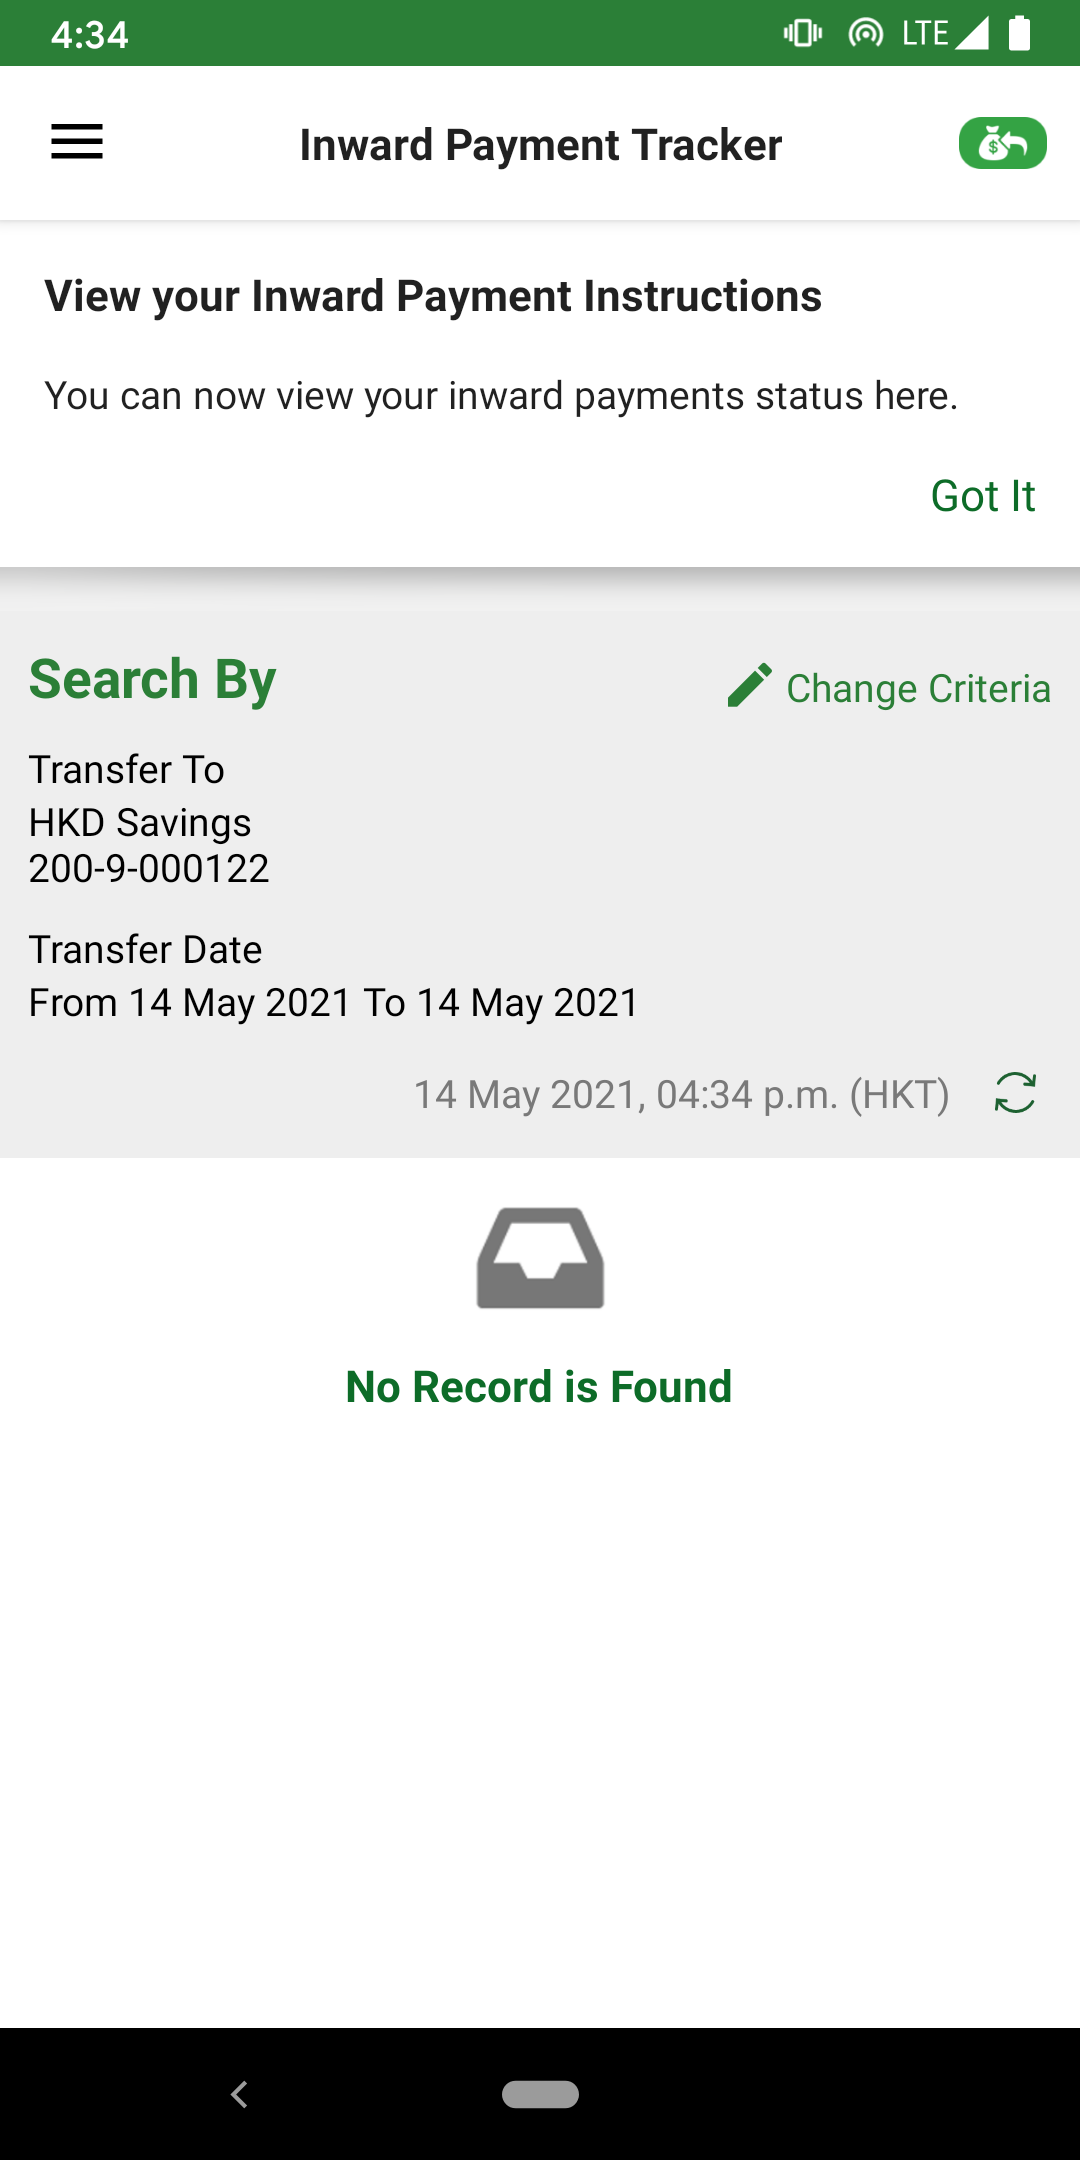 4:34
LTE
Inward Payment Tracker
$
View your Inward Payment Instructions
You can now view your inward payments status here.
Got It
Search By
Change Criteria
Transfer To
HKD Savings
200-9-000122
Transfer Date
From 14 May 2021 To 14 May 2021
14 May 2021, 04:34 p.m. (HKT)
No Record is Found